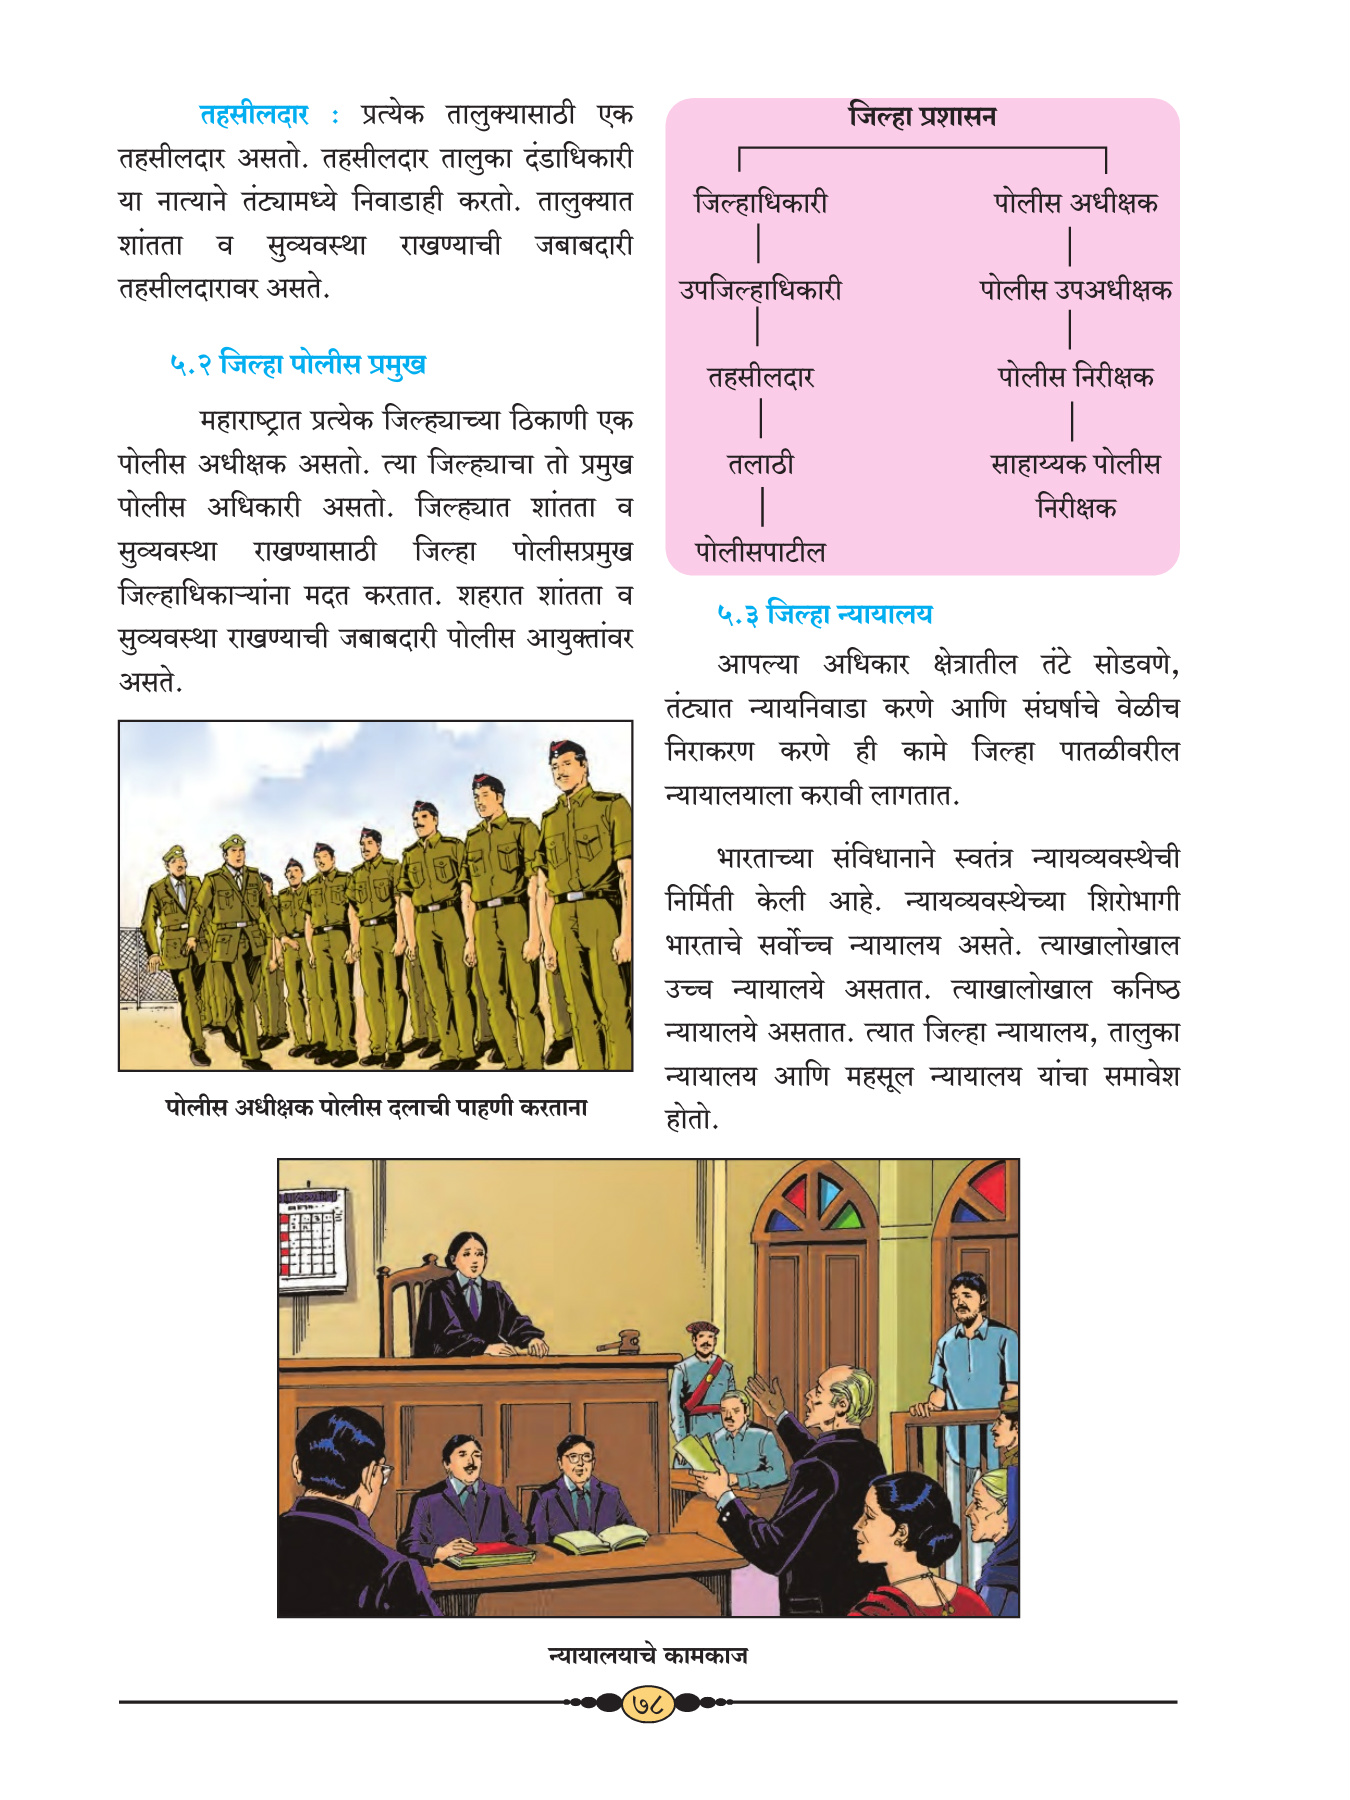 तहसीलदार : प्रत्येक तालुक्यासाठी एक
तहसीलदार असतो. तहसीलदार तालुका दंडाधिकारी
या नात्याने तंट्यामध्ये निवाडाही करतो. तालुक्यात
शांतता व सुव्यवस्था राखण्याची जबाबदारी
तहसीलदारावर असते.
५.२ जिल्हा पोलीस प्रमुख
महाराष्ट्रात प्रत्येक जिल्ह्याच्या ठिकाणी एक
पोलीस अधीक्षक असतो. त्या जिल्ह्याचा तो प्रमुख
पोलीस अधिकारी असतो. जिल्ह्यात शांतता व
सुव्यवस्था राखण्यासाठी जिल्हा पोलीसप्रमुख
जिल्हाधिकाऱ्यांना मदत करतात. शहरात शांतता व
सुव्यवस्था राखण्याची जबाबदारी पोलीस आयुक्तांवर
असते.
पोलीस अधीक्षक पोलीस दलाची पाहणी करताना
जिल्हा प्रशासन
जिल्हाधिकारी
उपजिल्हाधिकारी
तहसीलदार
तलाठी
पोलीसपाटील
पोलीस अधीक्षक
पोलीस उपअधीक्षक
पोलीस निरीक्षक
साहाय्यक पोलीस
निरीक्षक
५.३ जिल्हा न्यायालय
आपल्या अधिकार क्षेत्रातील तंटे सोडवणे,
तंट्यात न्यायनिवाडा करणे आणि संघर्षाचे वेळीच
निराकरण करणे ही कामे जिल्हा पातळीवरील
न्यायालयाला करावी लागतात.
भारताच्या संविधानाने स्वतंत्र न्यायव्यवस्थेची
निर्मिती केली आहे. न्यायव्यवस्थेच्या शिरोभागी
भारताचे सर्वोच्च न्यायालय असते. त्याखालोखाल
उच्च न्यायालये असतात. त्याखालोखाल कनिष्ठ
न्यायालये असतात. त्यात जिल्हा न्यायालय, तालुका
न्यायालय आणि महसूल न्यायालय यांचा समावेश
होतो.
न्यायालयाचे कामकाज
७८